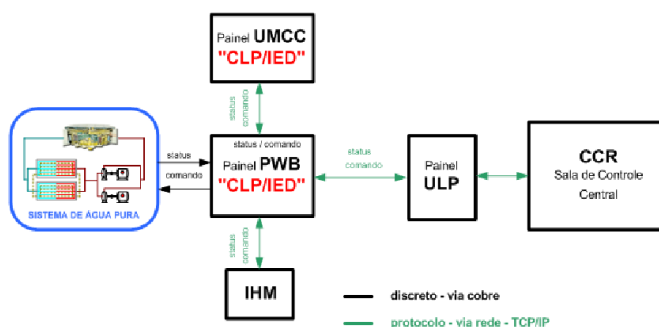 Painel UMCC
"CLP/IED"
status
comando
status / comando
Painel PWB
"CLP/IED"
status
comando
status
comando
Painel
ULP
CCR
Sala de Controle
Central
SISTEMA DE ÁGUA PURA
status
comando
IHM
discreto - via cobre
protocolo - via rede - TCP/IP